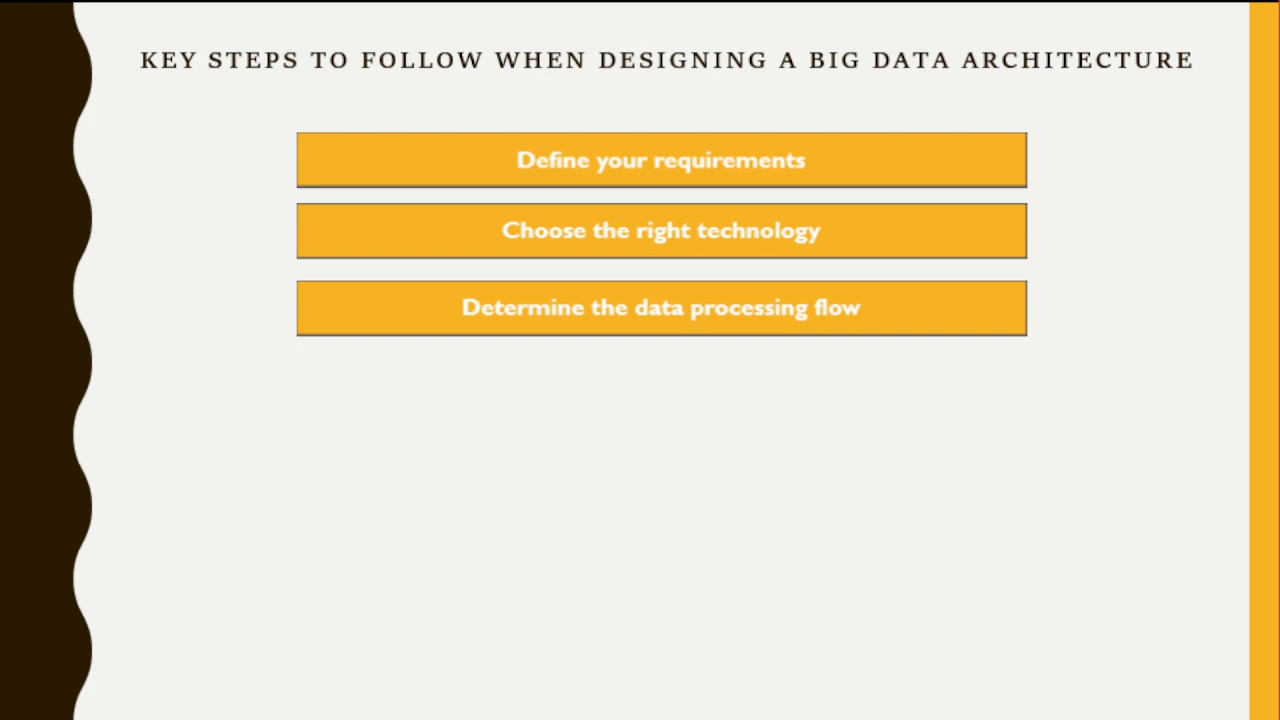 KEY STEPS TO FOLLOW WHEN DESIGNING A BIG DATA ARCHITECTURE
Define your requirements
Choose the right technology
Determine the data processing flow